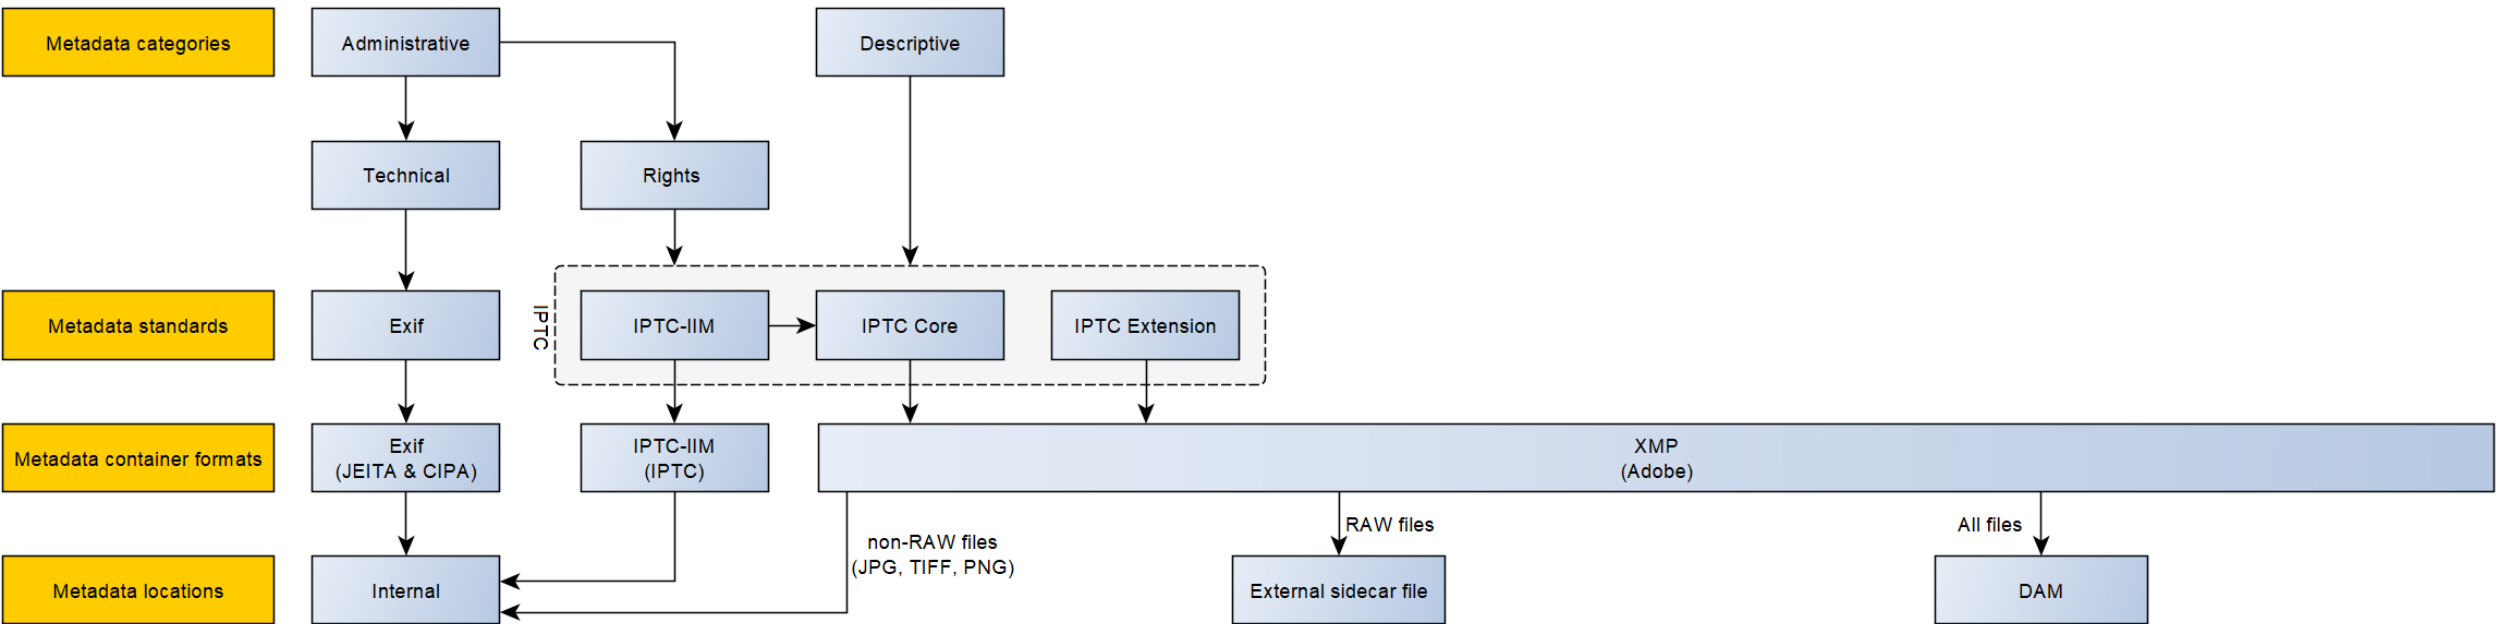 Metadata categories
Administrative
Descriptive
Technical
Rights
IPTC
Metadata standards
Exif
IPTC-IIM
IPTC Core
IPTC Extension
Metadata container formats
Exif
(JEITA & CIPA)
IPTC-IIM
(IPTC)
XMP
(Adobe)
non-RAW files
(JPG, TIFF, PNG)
RAW files
All files
Metadata locations
Internal
External sidecar file
DAM